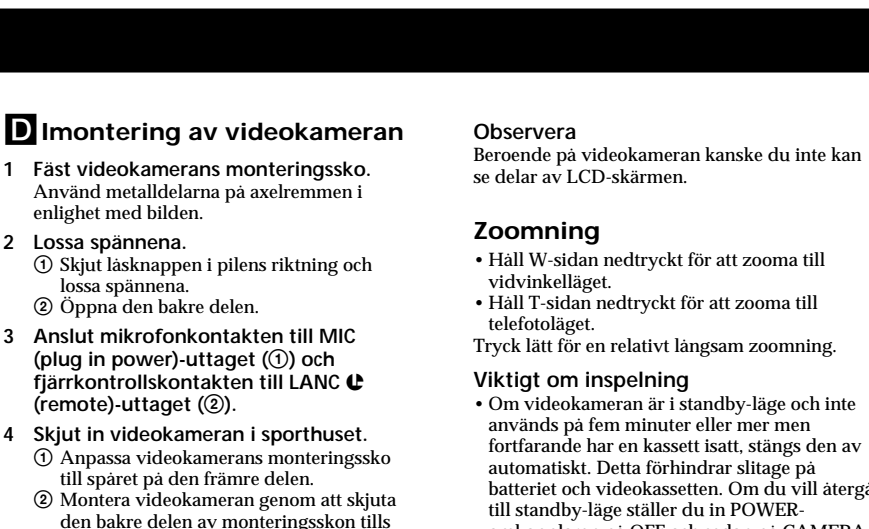 D Imontering av videokameran
1 Fäst videokamerans monteringssko.
Använd metalldelarna på axelremmen i
enlighet med bilden.
2 Lossa spännena.
① Skjut låsknappen i pilens riktning och
lossa spännena.
② Öppna den bakre delen.
3 Anslut mikrofonkontakten till MIC
(plug in power)-uttaget (①) och
fjärrkontrollskontakten till LANC
(remote)-uttaget (②).
4 Skjut in videokameran i sporthuset.
① Anpassa videokamerans monteringssko
till spåret på den främre delen.
② Montera videokameran genom att skjuta
den bakre delen av monteringsskon tills
Observera
Beroende på videokameran kanske du inte kan
se delar av LCD-skärmen.
Zoomning
• Håll W-sidan nedtryckt för att zooma till
vidvinkelläget.
• Håll T-sidan nedtryckt för att zooma till
telefotoläget.
Tryck lätt för en relativt långsam zoomning.
Viktigt om inspelning
• Om videokameran är i standby-läge och inte
används på fem minuter eller mer men
fortfarande har en kassett isatt, stängs den av
automatiskt. Detta förhindrar slitage på
batteriet och videokassetten. Om du vill återgå
till standby-läge ställer du in POWER-
på OFF och sedan på CAMERA